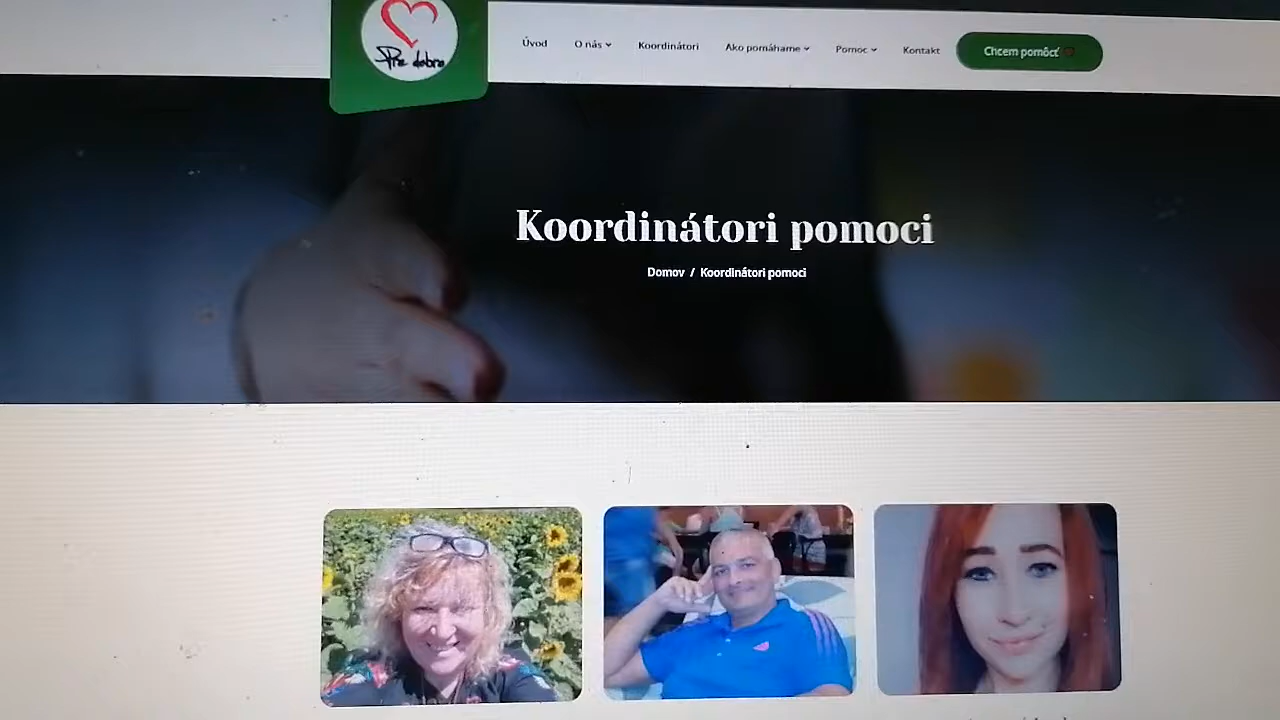 Pre dobro
Úvod O nás Koordinátori Ako pomáhame Pomoc Kontakt Chcem pomôcť
Koordinátori pomoci
Domov / Koordinátori pomoci